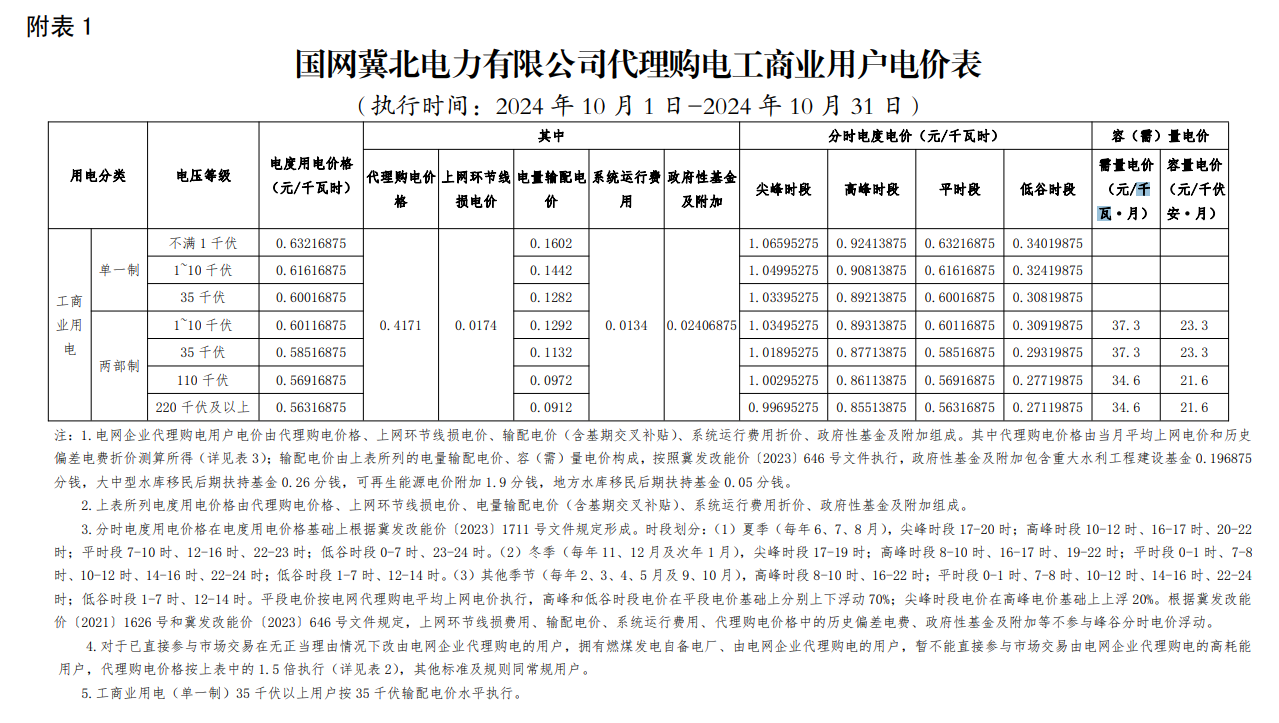 附表 1
国网冀北电力有限公司代理购电工商业用户电价表
（执行时间：2024 年 10 月 1 日-2024 年 10 月 31 日）
用电分类 电压等级 电度用电价格（元/千瓦时） 其中 分时电度电价（元/千瓦时） 容（需）量电价
代理购电价格 上网环节线损电价 电量输配电价 系统运行费用 政府性基金及附加 尖峰时段 高峰时段 平时段 低谷时段 需量电价（元/千瓦·月） 容量电价（元/千伏安·月）
工商业用电
单一制
不满 1 千伏 0.63216875 0.1602 1.06595275 0.92413875 0.63216875 0.34019875
1~10 千伏 0.61616875 0.1442 1.04995275 0.90813875 0.61616875 0.32419875
35 千伏 0.60016875 0.1282 1.03395275 0.89213875 0.60016875 0.30819875
两部制
1~10 千伏 0.60116875 0.4171 0.0174 0.1292 0.0134 0.02406875 1.03495275 0.89313875 0.60116875 0.30919875 37.3 23.3
35 千伏 0.58516875 0.1132 1.01895275 0.87713875 0.58516875 0.29319875 37.3 23.3
110 千伏 0.56916875 0.0972 1.00295275 0.86113875 0.56916875 0.27719875 34.6 21.6
220 千伏及以上 0.56316875 0.0912 0.99695275 0.85513875 0.56316875 0.27119875 34.6 21.6
注：1.电网企业代理购电用户电价由代理购电价格、上网环节线损电价、输配电价（含基期交叉补贴）、系统运行费用折价、政府性基金及附加组成。其中代理购电价格由当月平均上网电价和历史
偏差电费折价测算所得（详见表 3）；输配电价由上表所列的电量输配电价、容（需）量电价构成，按照冀发改能价〔2023〕646 号文件执行，政府性基金及附加包含重大水利工程建设基金 0.196875
分钱，大中型水库移民后期扶持基金 0.26 分钱，可再生能源电价附加 1.9 分钱，地方水库移民后期扶持基金 0.05 分钱。
2.上表所列电度用电价格由代理购电价格、上网环节线损电价、电量输配电价（含基期交叉补贴）、系统运行费用折价、政府性基金及附加组成。
3.分时电度用电价格在电度用电价格基础上根据冀发改能价〔2023〕1711 号文件规定形成。时段划分：（1）夏季（每年 6、7、8 月），尖峰时段 17-20 时；高峰时段 10-12 时、16-17 时、20-22
时；平时段 7-10 时、12-16 时、22-23 时；低谷时段 0-7 时、23-24 时。（2）冬季（每年 11、12 月及次年 1 月），尖峰时段 17-19 时；高峰时段 8-10 时、16-17 时、19-22 时；平时段 0-1 时、7-8
时、10-12 时、14-16 时、22-24 时；低谷时段 1-7 时、12-14 时。（3）其他季节（每年 2、3、4、5 月及 9、10 月），高峰时段 8-10 时、16-22 时；平时段 0-1 时、7-8 时、10-12 时、14-16 时、22-24
时；低谷时段 1-7 时、12-14 时。平段电价按电网代理购电平均上网电价执行，高峰和低谷时段电价在平段电价基础上分别上下浮动 70%；尖峰时段电价在高峰电价基础上上浮 20%。根据冀发改能
价〔2021〕1626 号和冀发改能价〔2023〕646 号文件规定，上网环节线损费用、输配电价、系统运行费用、代理购电价格中的历史偏差电费、政府性基金及附加等不参与峰谷分时电价浮动。
4.对于已直接参与市场交易在无正当理由情况下改由电网企业代理购电的用户，拥有燃煤发电自备电厂、由电网企业代理购电的用户，暂不能直接参与市场交易由电网企业代理购电的高耗能
用户，代理购电价格按上表中的 1.5 倍执行（详见表 2），其他标准及规则同常规用户。
5.工商业用电（单一制）35 千伏以上用户按 35 千伏输配电价水平执行。